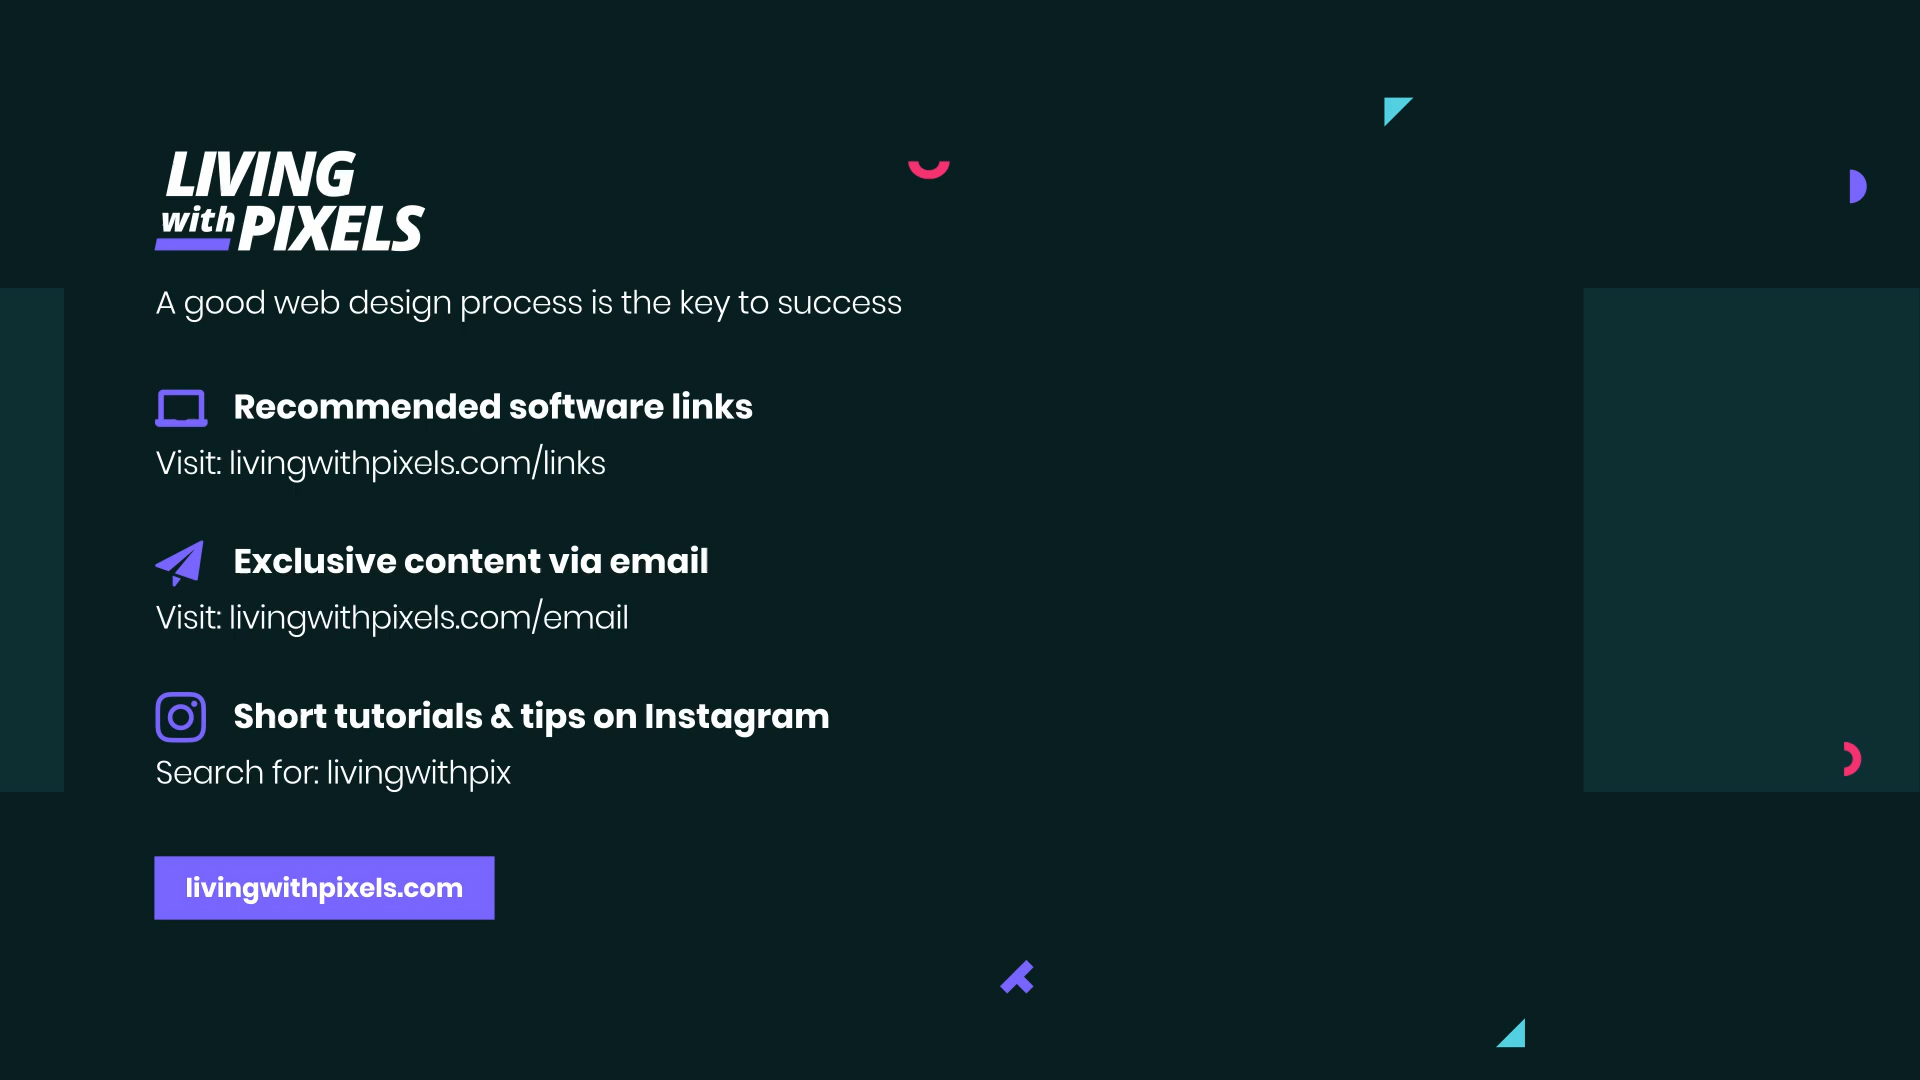 LIVING
with PIXELS
A good web design process is the key to success
Recommended software links
Visit: livingwithpixels.com/links
Exclusive content via email
Visit: livingwithpixels.com/email
Short tutorials & tips on Instagram
Search for: livingwithpix
livingwithpixels.com